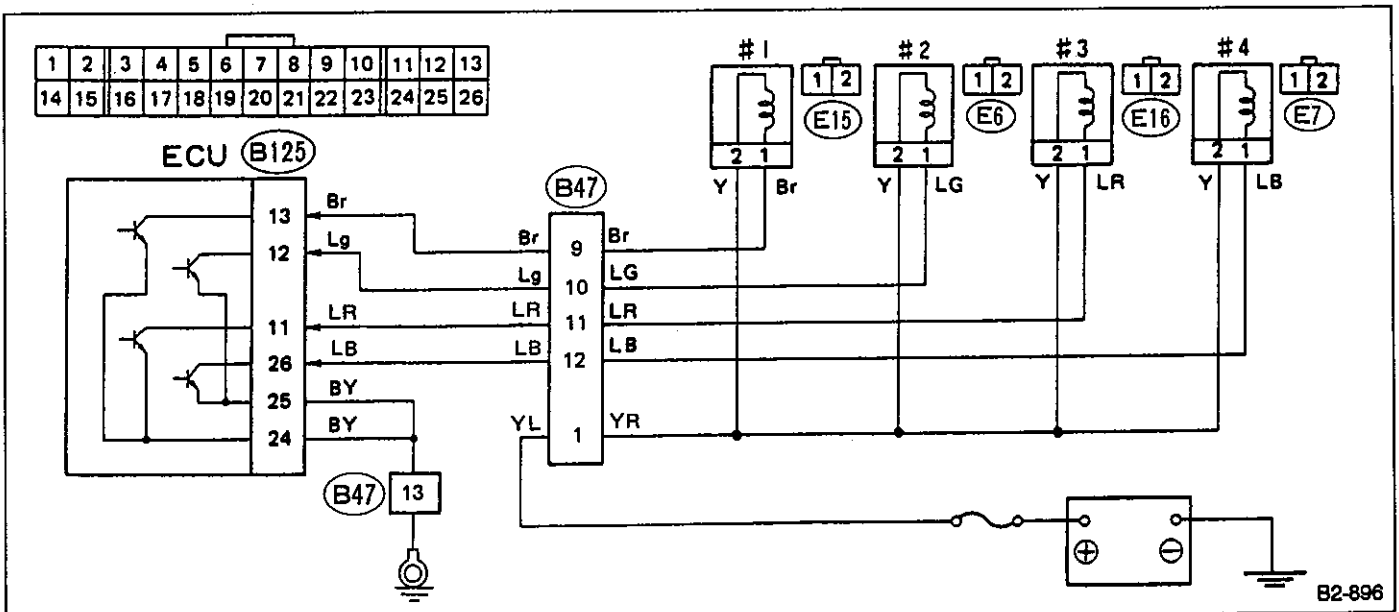 1 2 3 4 5 6 7 8 9 10 11 12 13
14 15 16 17 18 19 20 21 22 23 24 25 26
#1 #2 #3 #4
1 2 E15
1 2 E6
1 2 E16
1 2 E7
2 1 2 1 2 1 2 1
Y Br Y LG Y LR Y LB
ECU B125
B47
13 Br Br 9 Br
12 Lg Lg 10 LG
11 LR LR 11 LR
26 LB LB 12 LB
25 BY
24 BY YL 1 YR
B47 13
+ −
B2-896